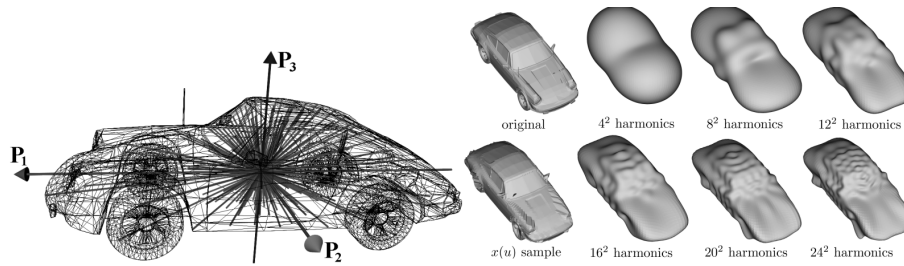 P₃
P₁
P₂
original
4² harmonics
8² harmonics
12² harmonics
x(u) sample
16² harmonics
20² harmonics
24² harmonics